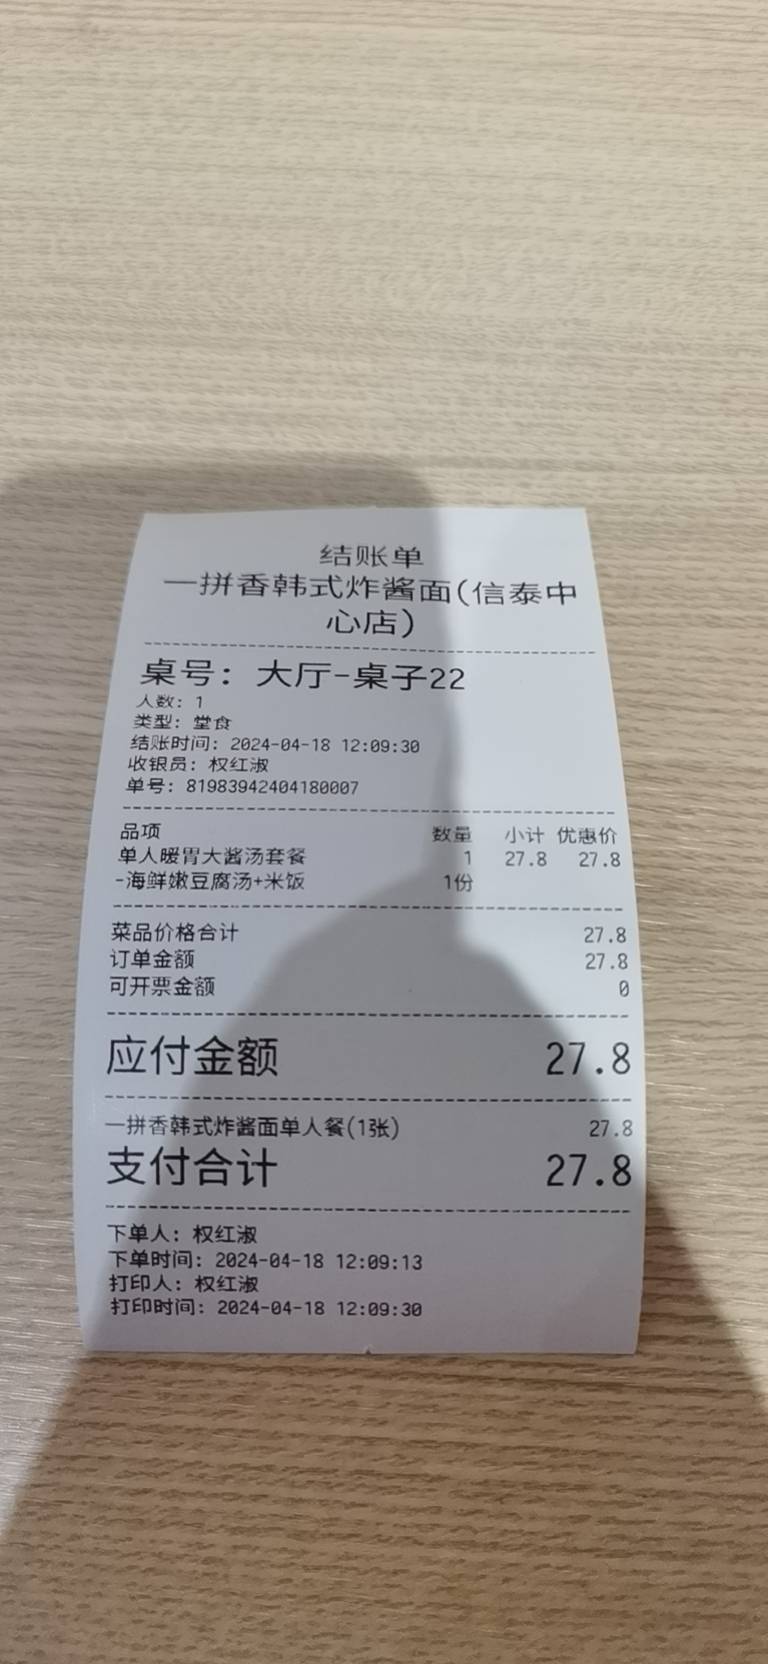 结账单
一拼香韩式炸酱面(信泰中
心店)
桌号: 大厅-桌子22
人数: 1
类型: 堂食
结账时间: 2024-04-18 12:09:30
收银员: 权红淑
单号: 81983942404180007
品项 数量 小计 优惠价
单人暖胃大酱汤套餐 1 27.8 27.8
-海鲜嫩豆腐汤+米饭 1份
菜品价格合计 27.8
订单金额 27.8
可开票金额 0
应付金额 27.8
一拼香韩式炸酱面单人餐(1张) 27.8
支付合计 27.8
下单人: 权红淑
下单时间: 2024-04-18 12:09:13
打印人: 权红淑
打印时间: 2024-04-18 12:09:30